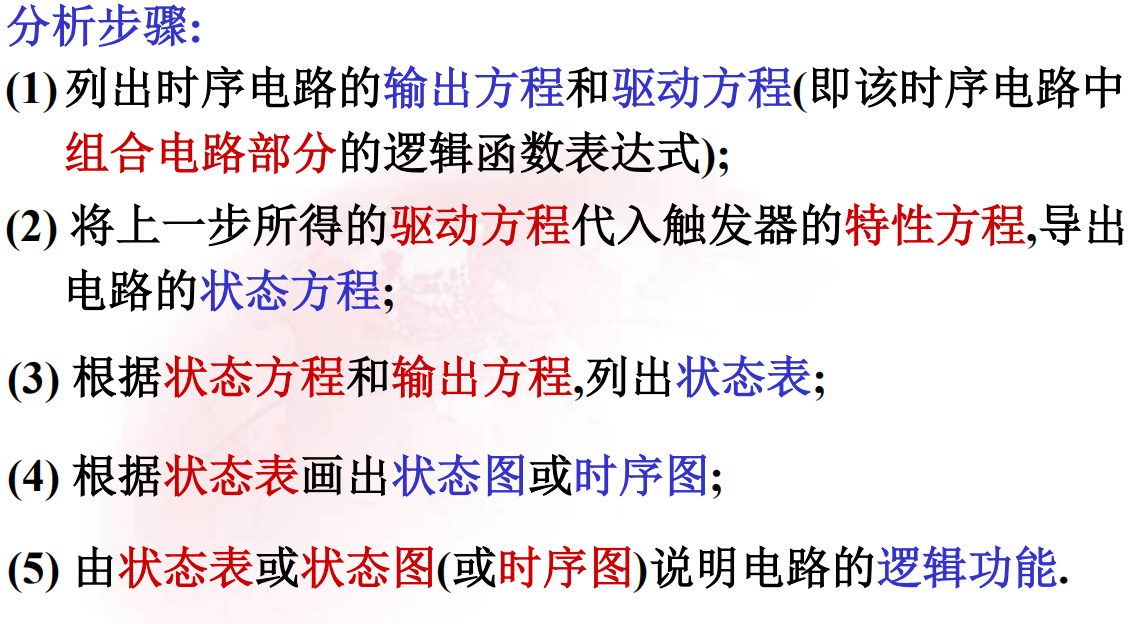 分析步骤:
(1)列出时序电路的输出方程和驱动方程(即该时序电路中
组合电路部分的逻辑函数表达式);
(2) 将上一步所得的驱动方程代入触发器的特性方程,导出
电路的状态方程;
(3) 根据状态方程和输出方程,列出状态表;
(4) 根据状态表画出状态图或时序图;
(5) 由状态表或状态图(或时序图)说明电路的逻辑功能.